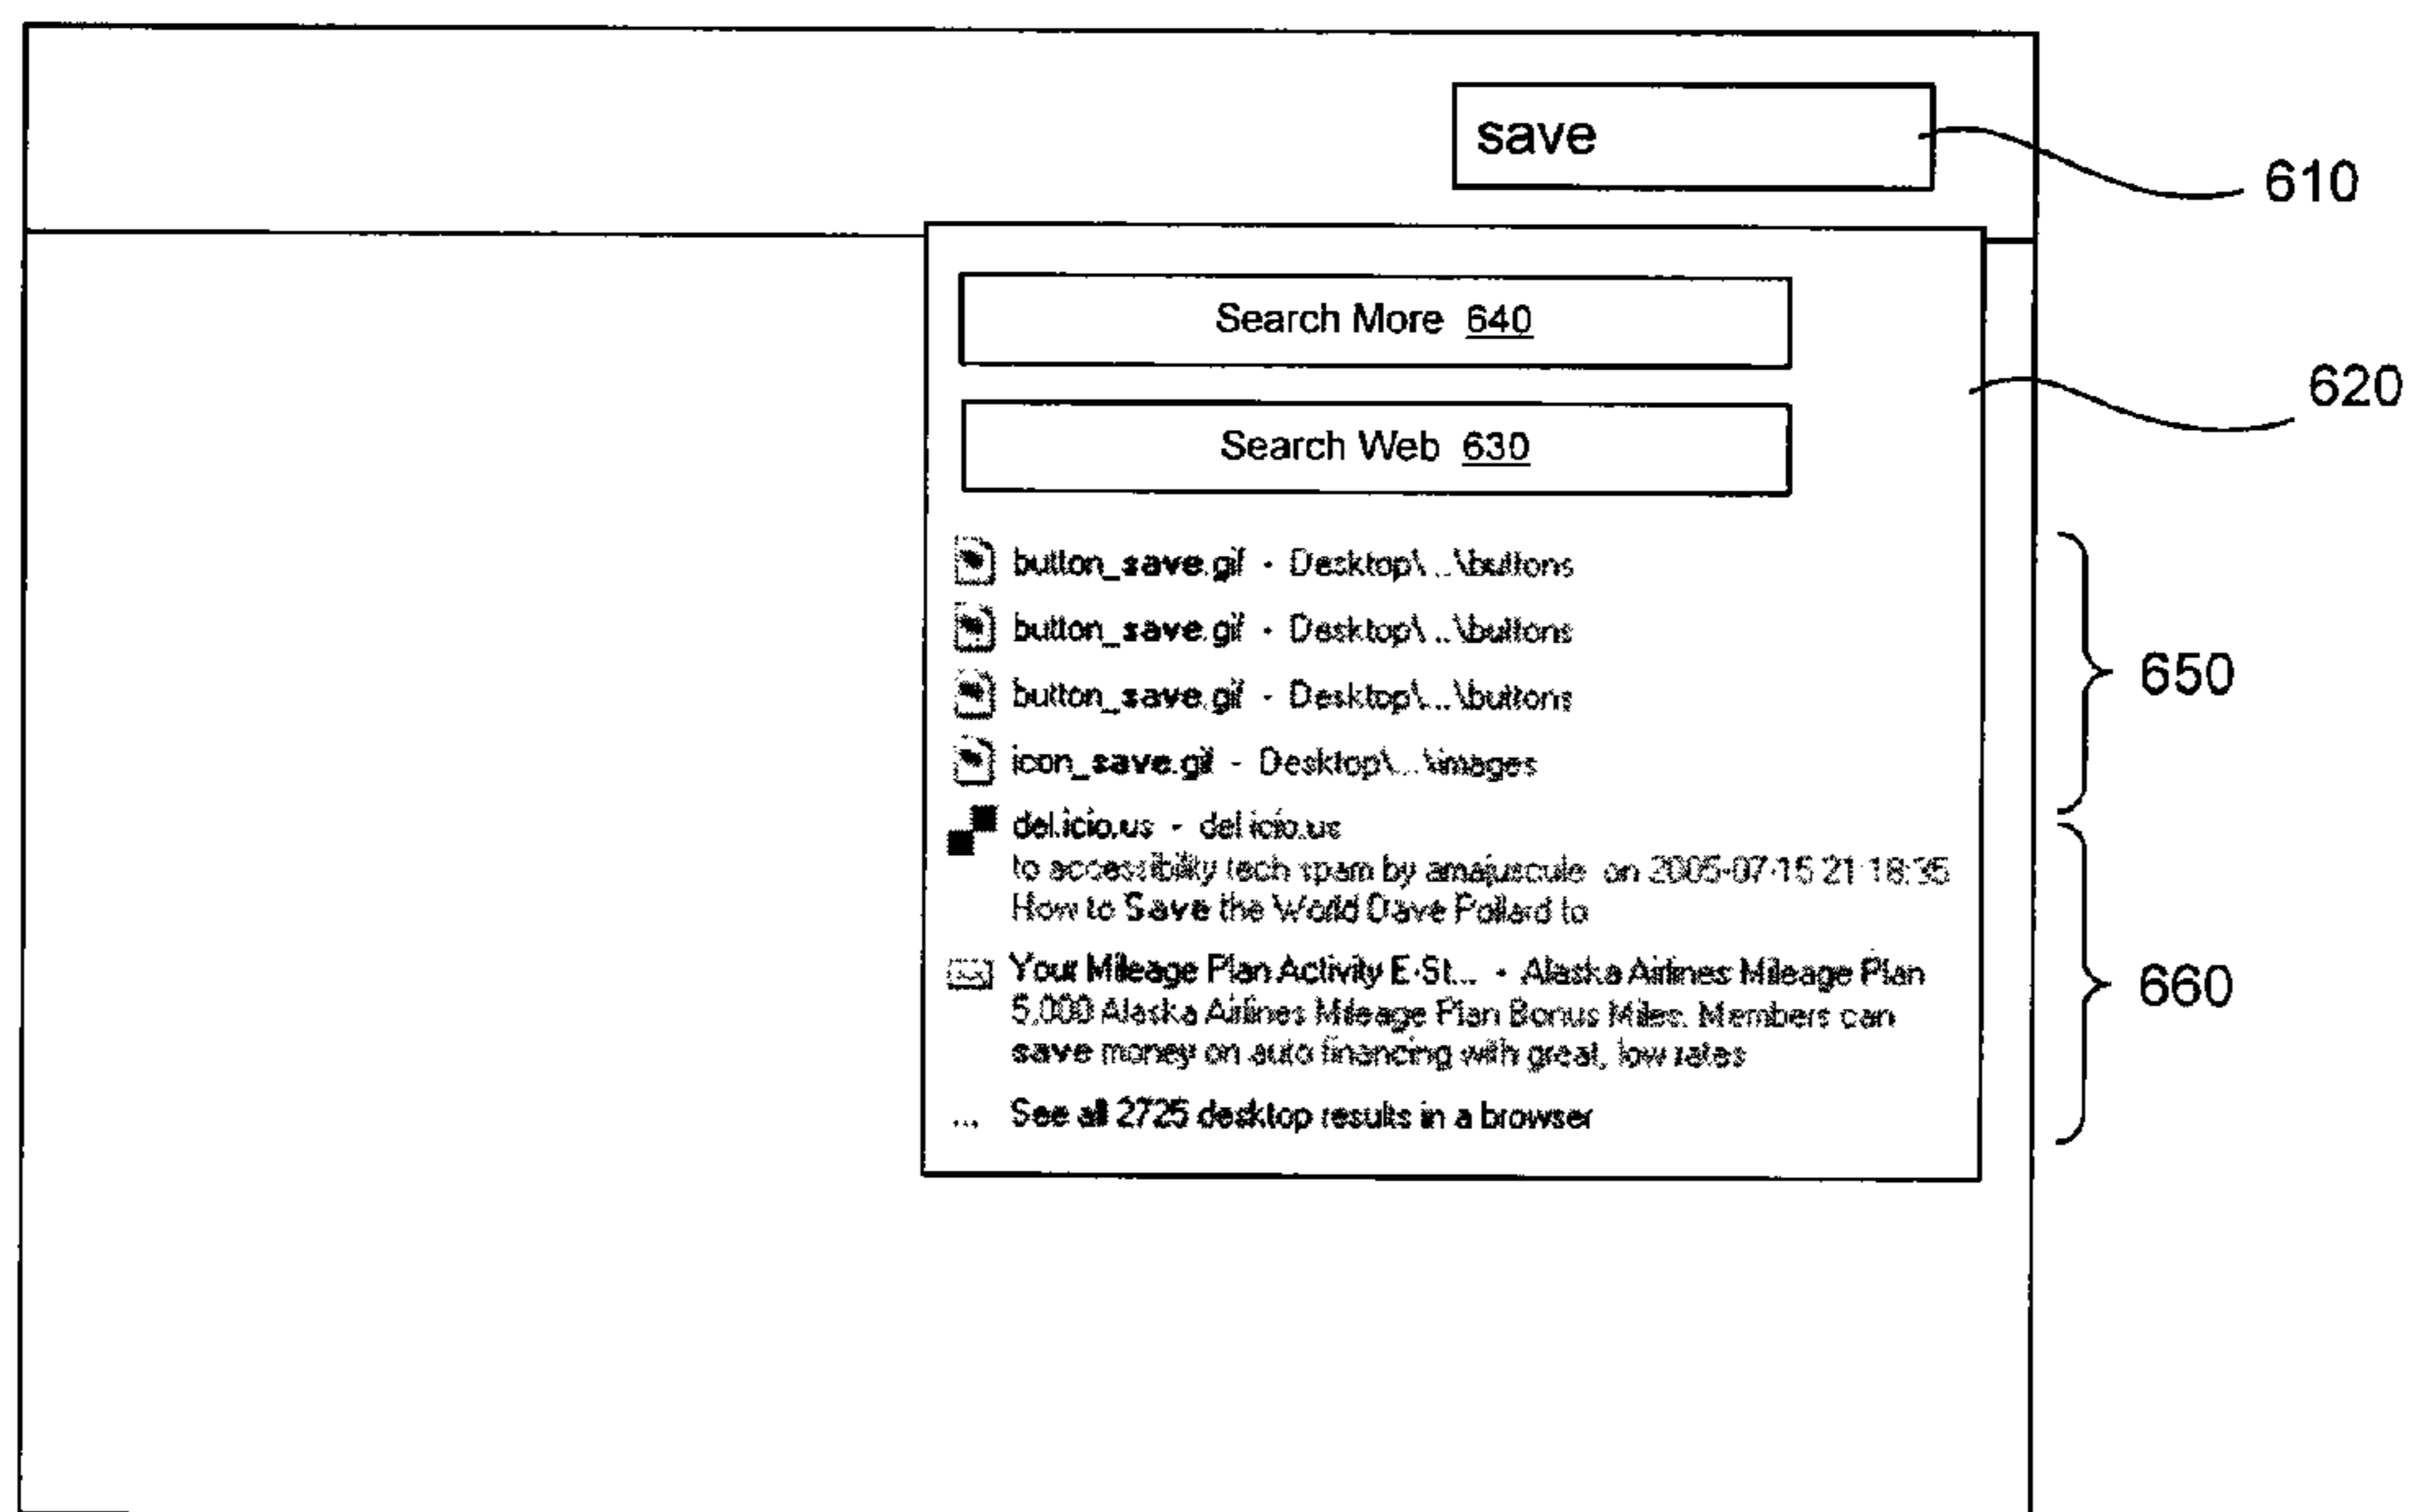 save
610
Search More 640
620
Search Web 630
button_save.gif - Desktop\...\buttons
button_save.gif - Desktop\...\buttons
button_save.gif - Desktop\...\buttons
650
icon_save.gif - Desktop\...\images
del.icio.us - del.icio.us
to accessibility tech spam by amajuscule on 2005-07-15 21:18:35
How to Save the World Dave Pollard to
Your Mileage Plan Activity E-St... - Alaska Airlines Mileage Plan
660
5,000 Alaska Airlines Mileage Plan Bonus Miles. Members can
save money on auto financing with great, low rates
... See all 2725 desktop results in a browser